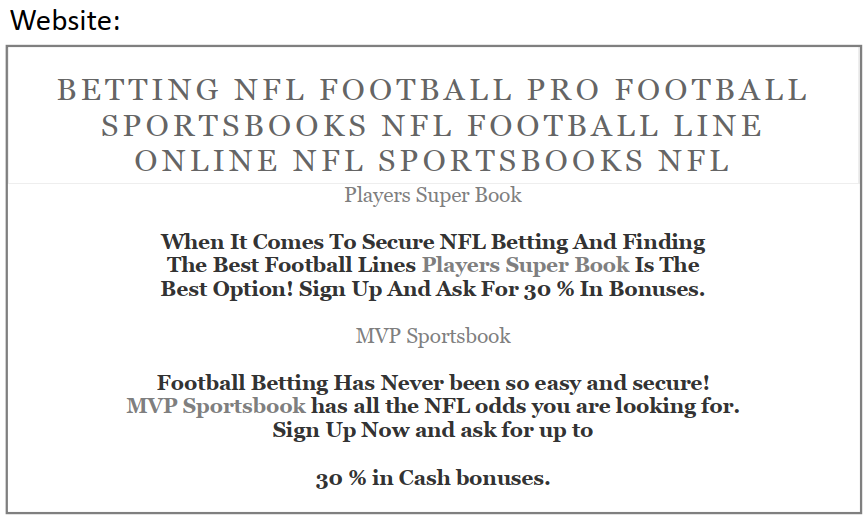 Website:
BETTING NFL FOOTBALL PRO FOOTBALL
SPORTSBOOKS NFL FOOTBALL LINE
ONLINE NFL SPORTSBOOKS NFL
Players Super Book
When It Comes To Secure NFL Betting And Finding
The Best Football Lines Players Super Book Is The
Best Option! Sign Up And Ask For 30 % In Bonuses.
MVP Sportsbook
Football Betting Has Never been so easy and secure!
MVP Sportsbook has all the NFL odds you are looking for.
Sign Up Now and ask for up to
30 % in Cash bonuses.